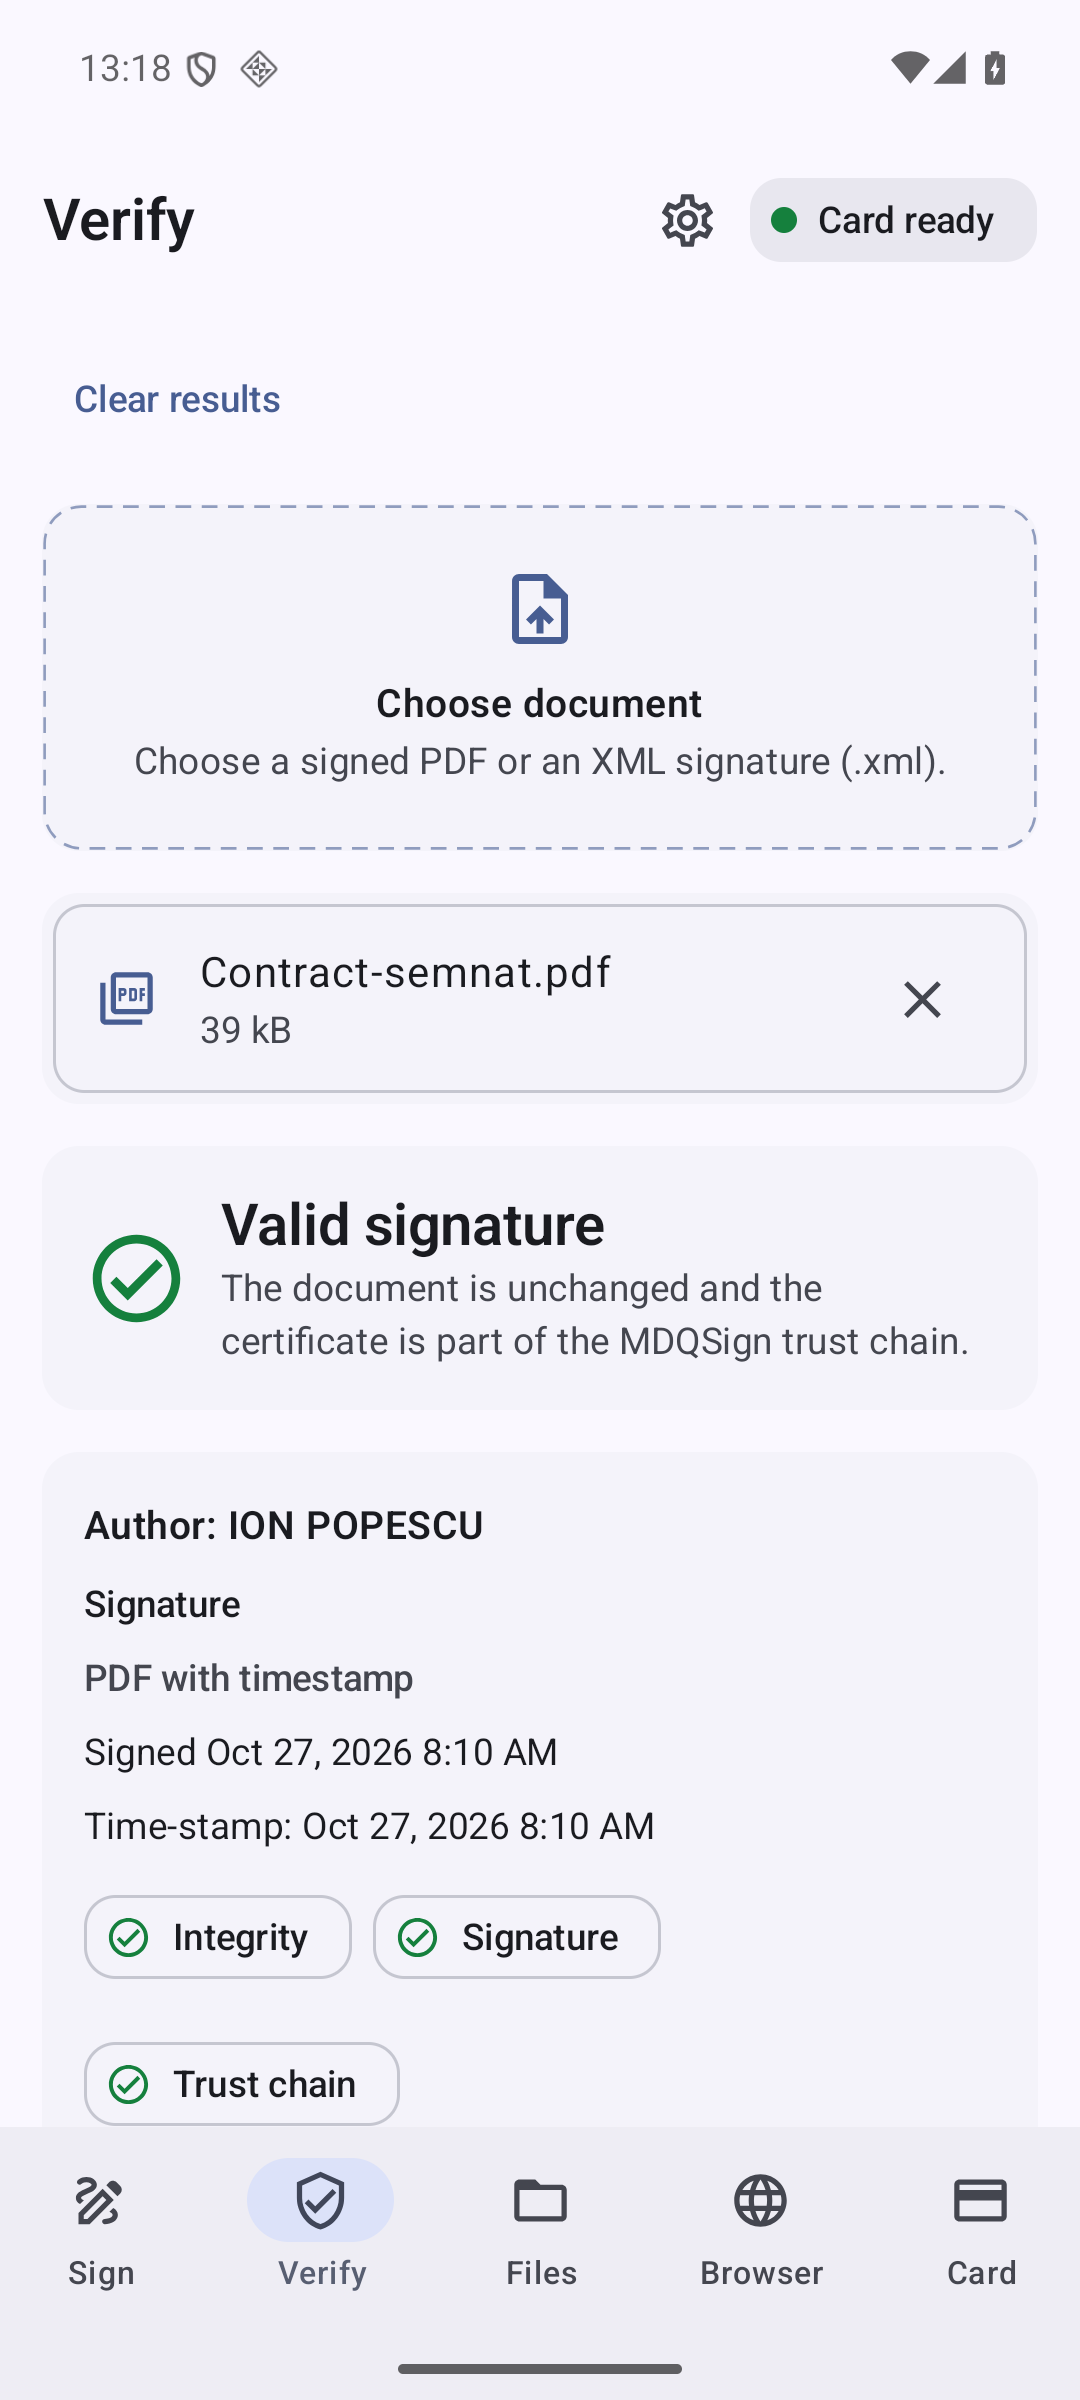 13:18
Verify
Card ready
Clear results
Choose document
Choose a signed PDF or an XML signature (.xml).
PDF
Contract-semnat.pdf
39 kB
Valid signature
The document is unchanged and the
certificate is part of the MDQSign trust chain.
Author: ION POPESCU
Signature
PDF with timestamp
Signed Oct 27, 2026 8:10 AM
Time-stamp: Oct 27, 2026 8:10 AM
Integrity
Signature
Trust chain
Sign
Verify
Files
Browser
Card